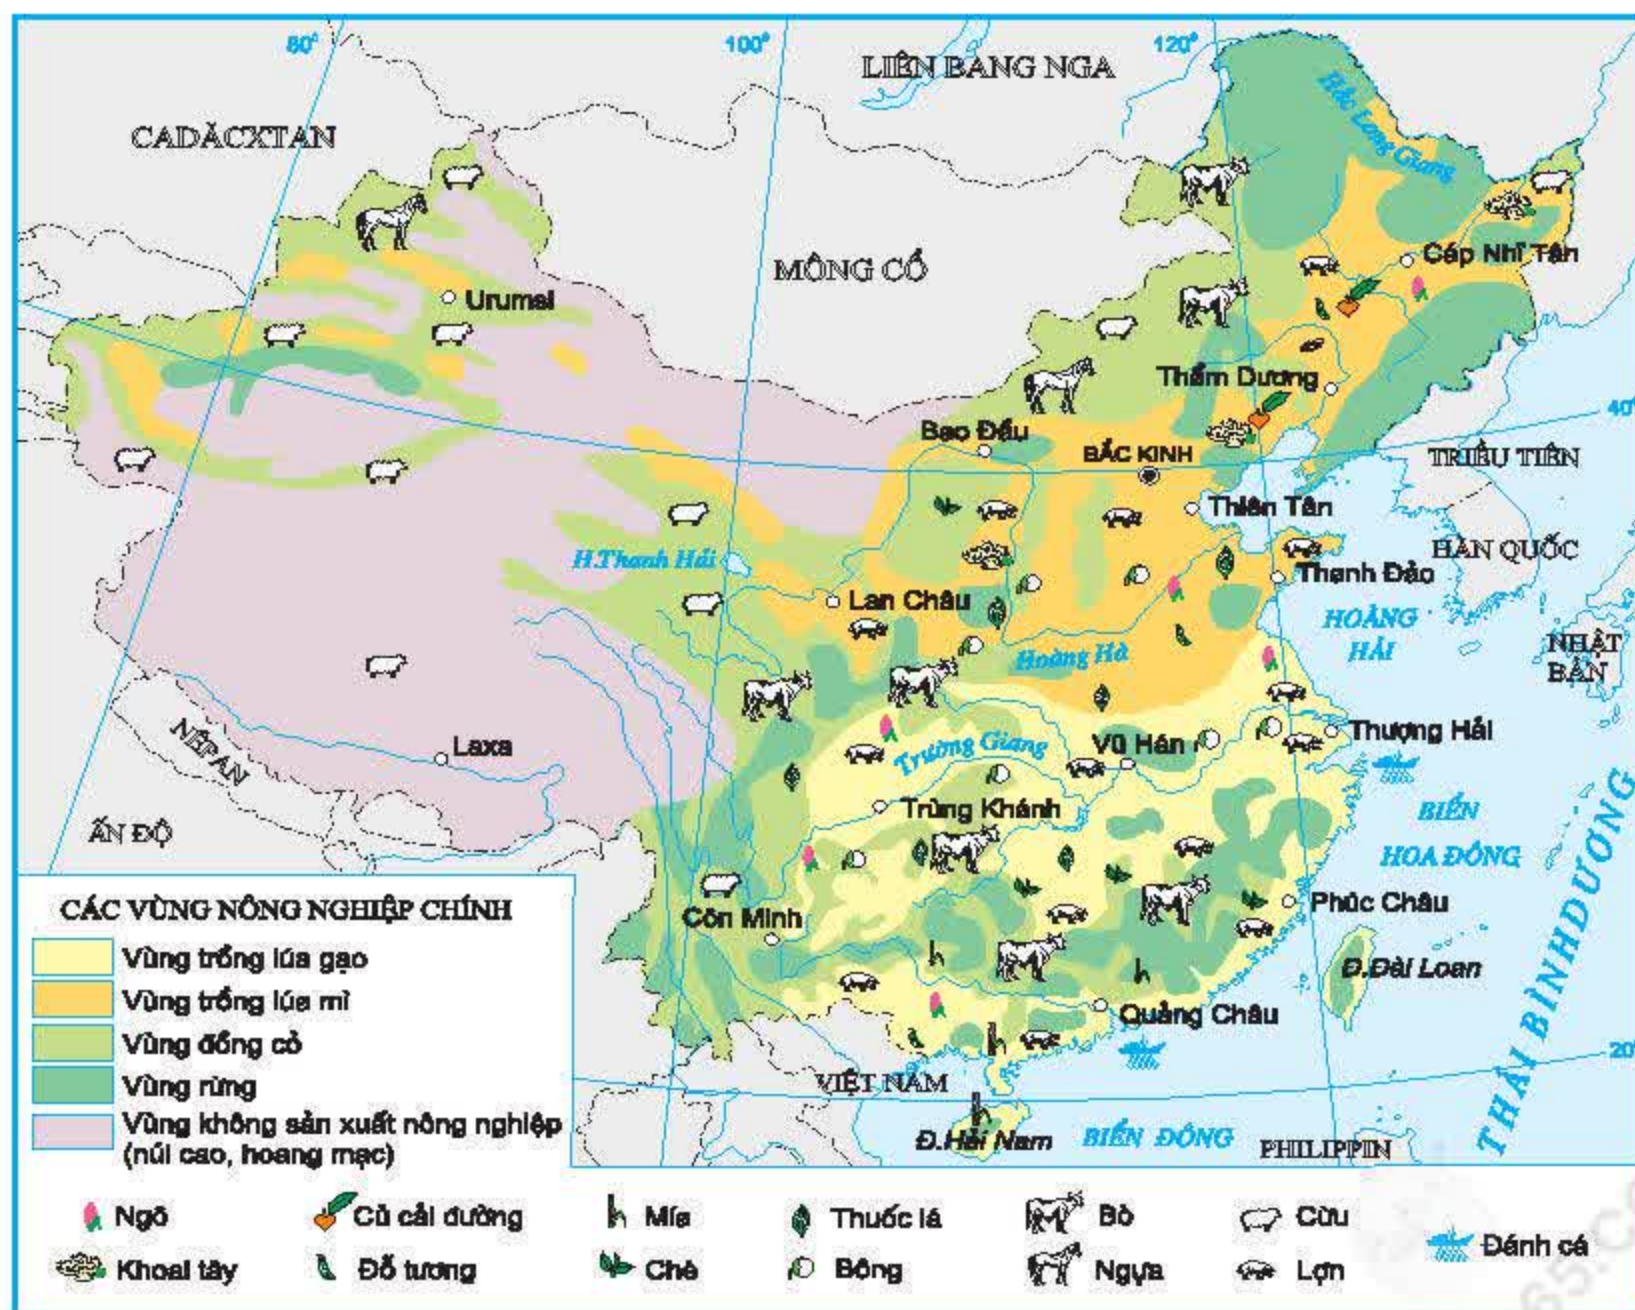 80°
100°
120°
LIÊN BANG NGA
CADĂCXTAN
Hắc Long Giang
MÔNG CỔ
Cáp Nhĩ Tân
Urumsi
Thẩm Dương
40°
Bao Đầu
BẮC KINH
TRIỀU TIÊN
Thiên Tân
H.Thanh Hải
HÀN QUỐC
Thanh Đảo
Lan Châu
HOÀNG
HẢI
Hoàng Hà
NHẬT
BẢN
NÊPAN
Laxa
Trường Giang
Vũ Hán
Thượng Hải
Trùng Khánh
BIỂN
HOA ĐÔNG
ẤN ĐỘ
THÁI BÌNH DƯƠNG
Côn Minh
Phúc Châu
Đ.Đài Loan
Quảng Châu
20°
VIỆT NAM
Đ.Hải Nam
BIỂN ĐÔNG
PHILIPPIN
CÁC VÙNG NÔNG NGHIỆP CHÍNH
Vùng trồng lúa gạo
Vùng trồng lúa mì
Vùng đồng cỏ
Vùng rừng
Vùng không sản xuất nông nghiệp
(núi cao, hoang mạc)
Ngô
Củ cải đường
Mía
Thuốc lá
Bò
Cừu
Đánh cá
Khoai tây
Đỗ tương
Chè
Bông
Ngựa
Lợn